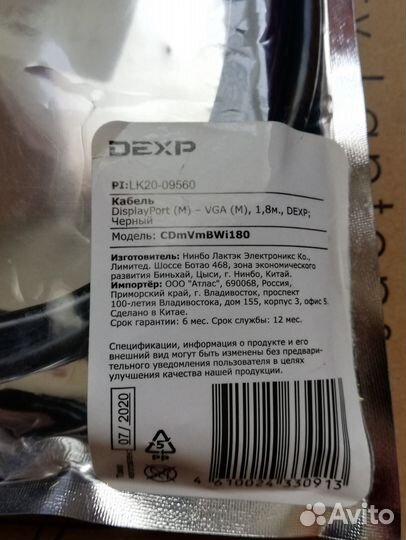 DEXP
PI:LK20-09560
Кабель
DisplayPort (M) – VGA (M), 1,8м., DEXP;
Черный
Модель: CDmVmBWi180
Изготовитель: Нинбо Лактэк Электроникс Ко.,
Лимитед. Шоссе Ботао 468, зона экономического
развития Биньхай, Цыси, г. Нинбо, Китай.
Импортёр: ООО "Атлас", 690068, Россия,
Приморский край, г. Владивосток, проспект
100-летия Владивостока, дом 155, корпус 3, офис 5.
Сделано в Китае.
Срок гарантии: 6 мес. Срок службы: 12 мес.
Спецификации, информация о продукте и его
внешний вид могут быть изменены без предвари-
тельного уведомления пользователя в целях
улучшения качества нашей продукции.
07/2020
5
PP
4 610024 330913
Avito